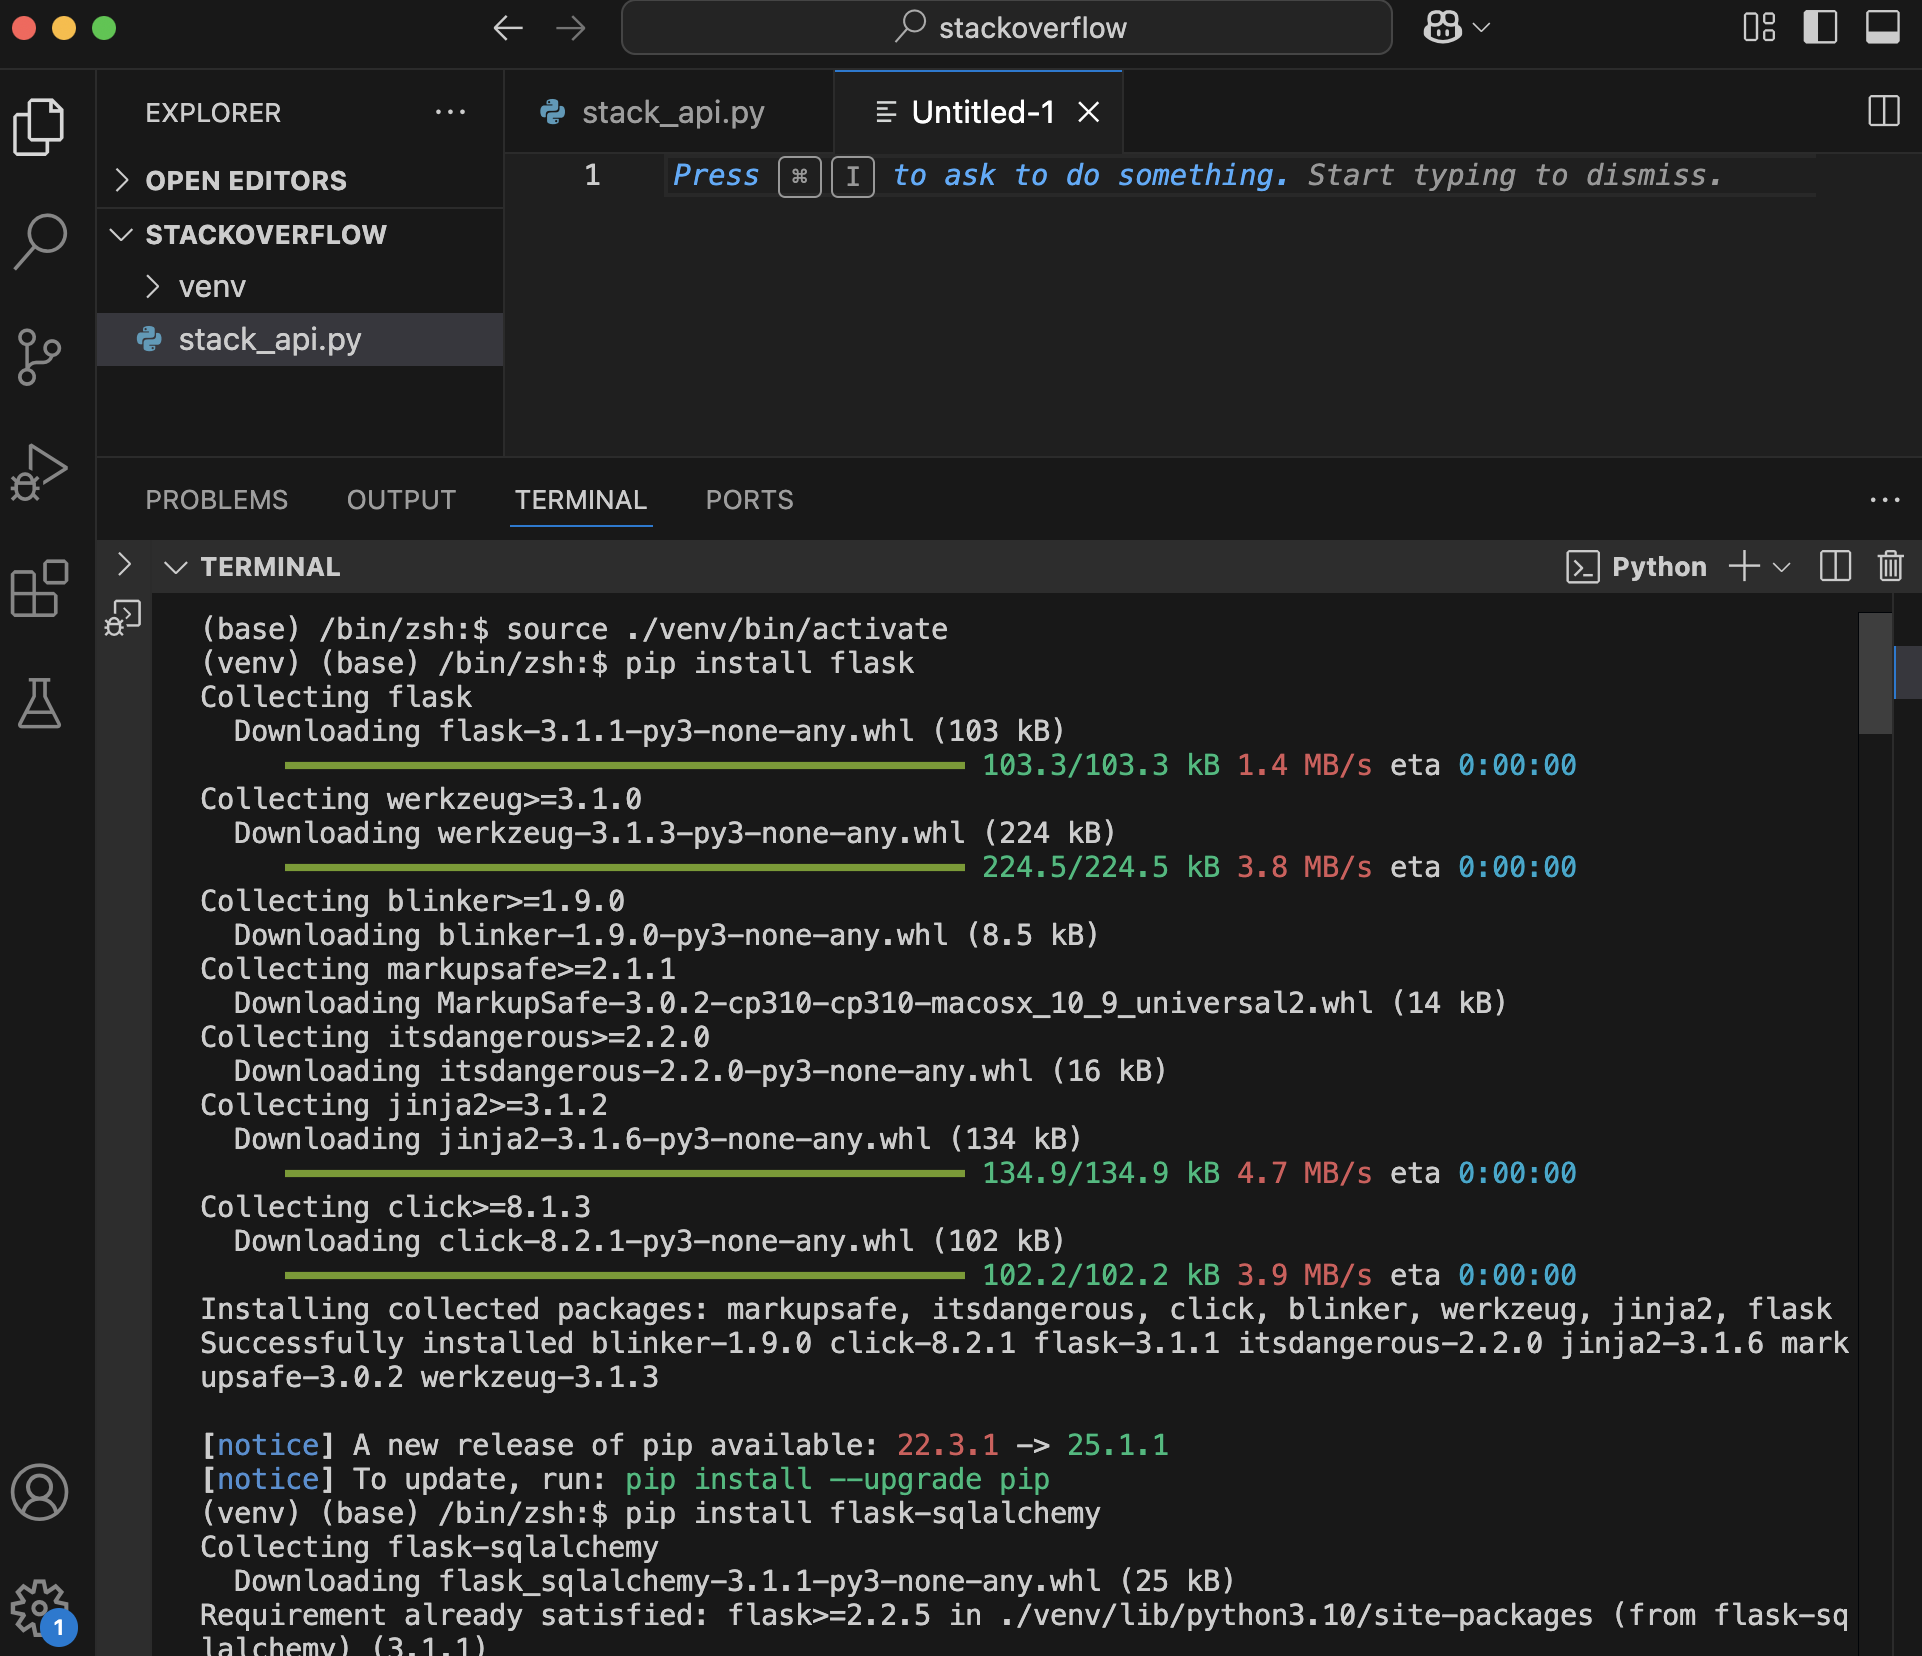 stackoverflow
EXPLORER
stack_api.py
Untitled-1
OPEN EDITORS
1 Press ⌘ I to ask to do something. Start typing to dismiss.
STACKOVERFLOW
venv
stack_api.py
PROBLEMS OUTPUT TERMINAL PORTS
TERMINAL
Python
(base) /bin/zsh:$ source ./venv/bin/activate
(venv) (base) /bin/zsh:$ pip install flask
Collecting flask
  Downloading flask-3.1.1-py3-none-any.whl (103 kB)
103.3/103.3 kB 1.4 MB/s eta 0:00:00
Collecting werkzeug>=3.1.0
  Downloading werkzeug-3.1.3-py3-none-any.whl (224 kB)
224.5/224.5 kB 3.8 MB/s eta 0:00:00
Collecting blinker>=1.9.0
  Downloading blinker-1.9.0-py3-none-any.whl (8.5 kB)
Collecting markupsafe>=2.1.1
  Downloading MarkupSafe-3.0.2-cp310-cp310-macosx_10_9_universal2.whl (14 kB)
Collecting itsdangerous>=2.2.0
  Downloading itsdangerous-2.2.0-py3-none-any.whl (16 kB)
Collecting jinja2>=3.1.2
  Downloading jinja2-3.1.6-py3-none-any.whl (134 kB)
134.9/134.9 kB 4.7 MB/s eta 0:00:00
Collecting click>=8.1.3
  Downloading click-8.2.1-py3-none-any.whl (102 kB)
102.2/102.2 kB 3.9 MB/s eta 0:00:00
Installing collected packages: markupsafe, itsdangerous, click, blinker, werkzeug, jinja2, flask
Successfully installed blinker-1.9.0 click-8.2.1 flask-3.1.1 itsdangerous-2.2.0 jinja2-3.1.6 mark
upsafe-3.0.2 werkzeug-3.1.3
[notice] A new release of pip available: 22.3.1 -> 25.1.1
[notice] To update, run: pip install --upgrade pip
(venv) (base) /bin/zsh:$ pip install flask-sqlalchemy
Collecting flask-sqlalchemy
  Downloading flask_sqlalchemy-3.1.1-py3-none-any.whl (25 kB)
Requirement already satisfied: flask>=2.2.5 in ./venv/lib/python3.10/site-packages (from flask-sq
lalchemy) (3.1.1)
1